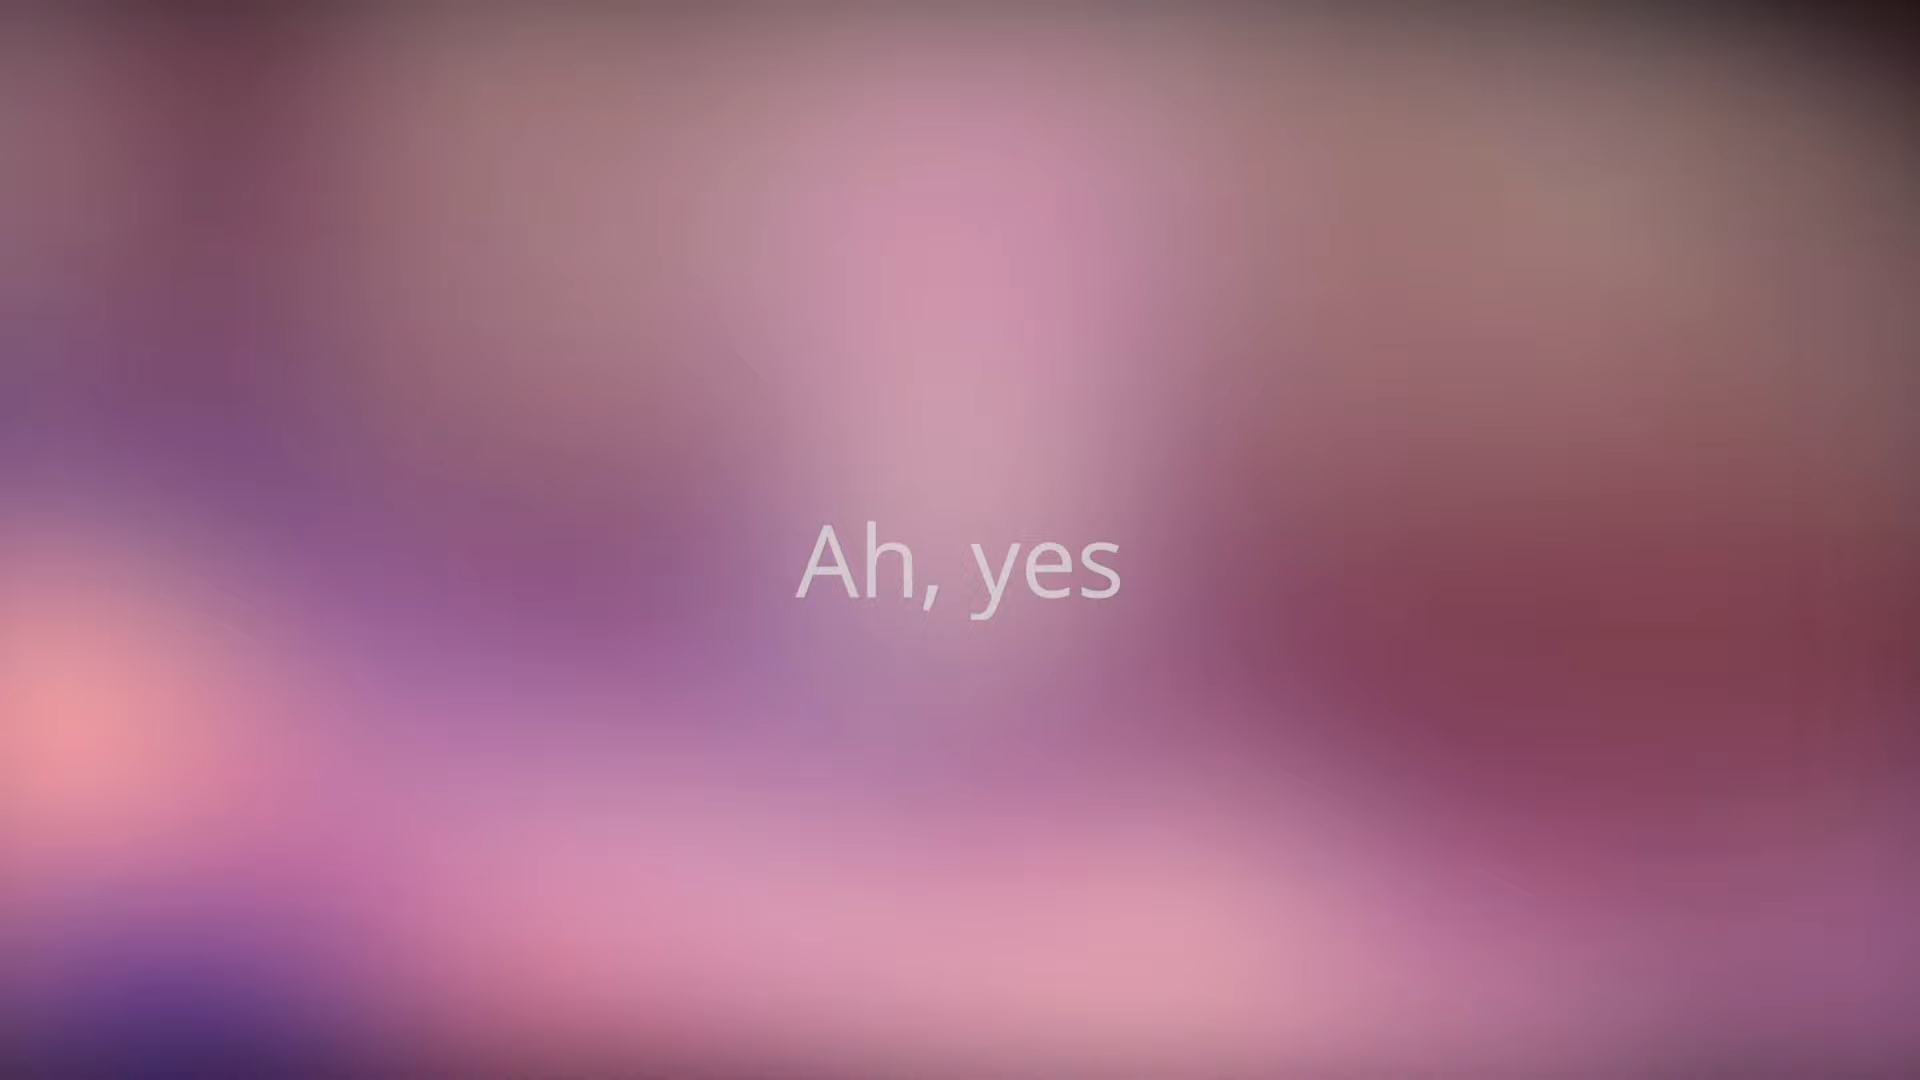 Ah, yes